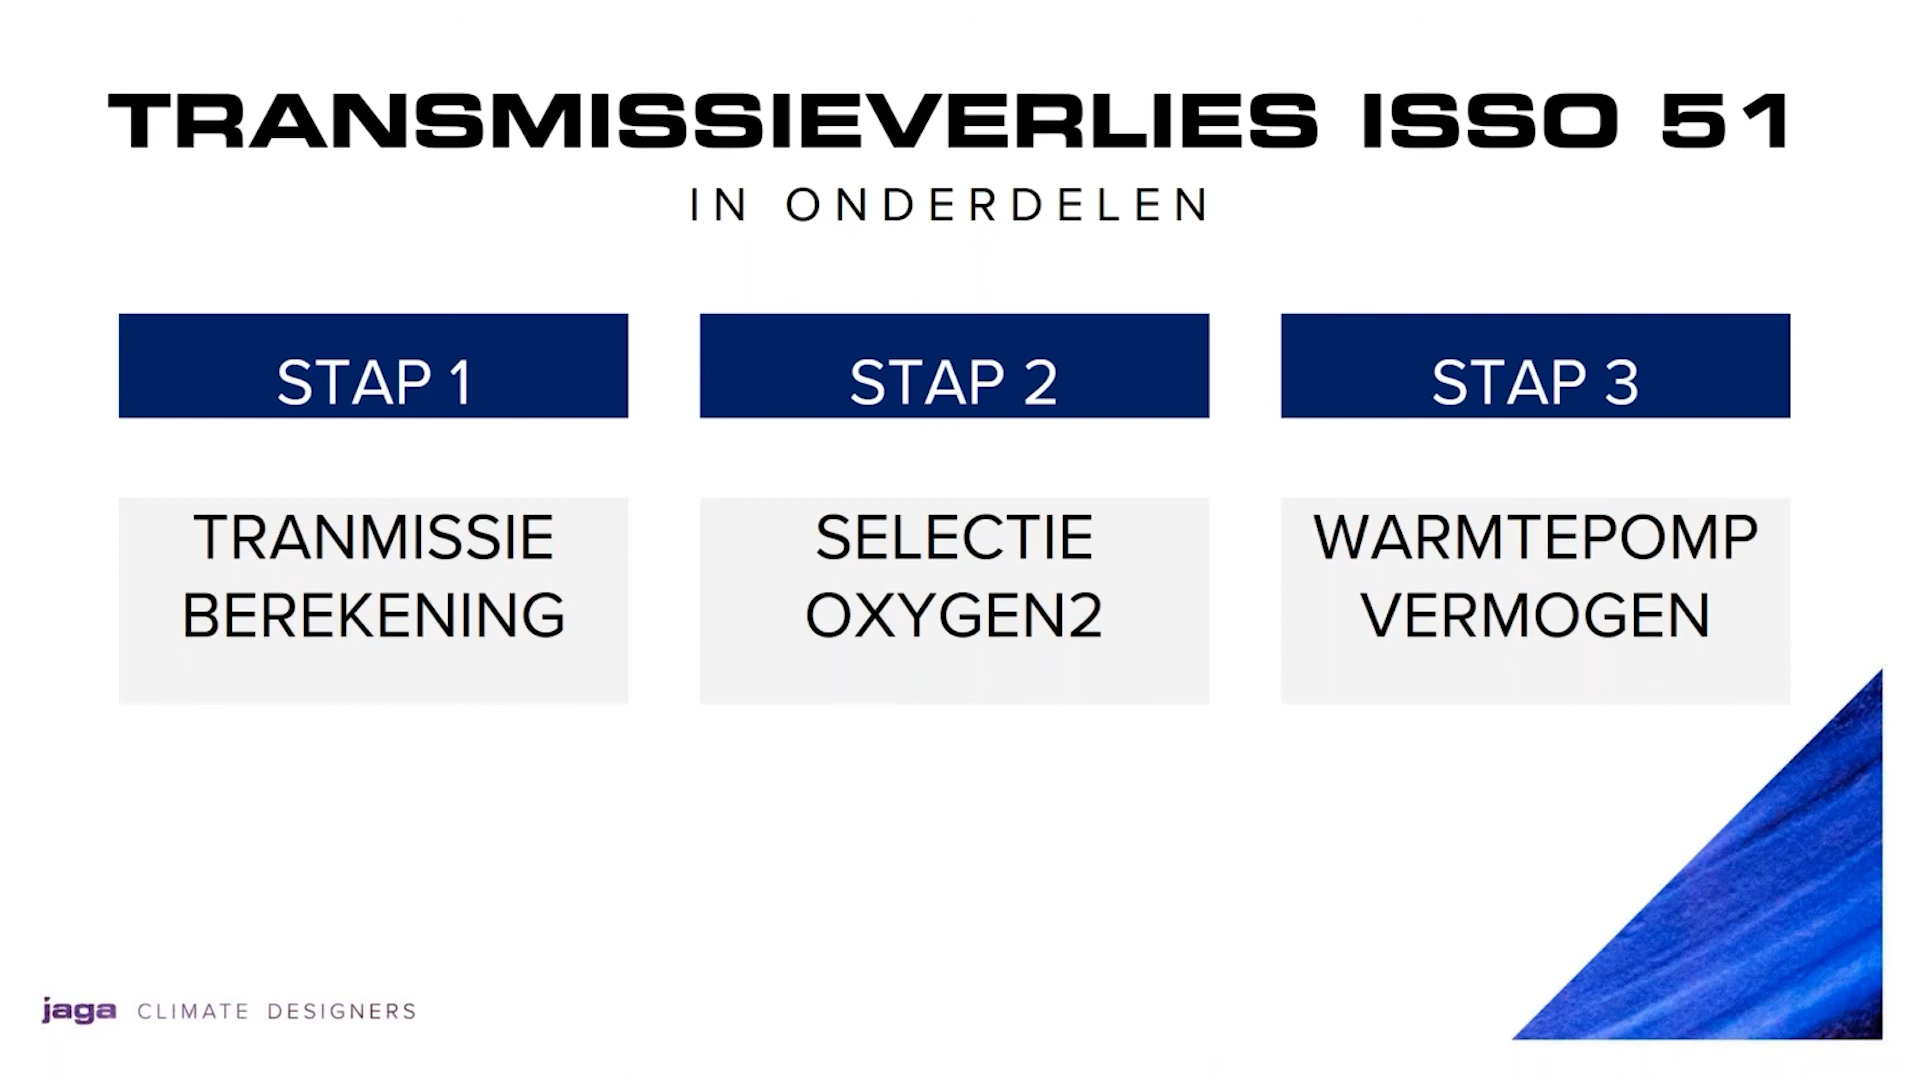 TRANSMISSIEVERLIES ISSO 51
IN ONDERDELEN
STAP 1
TRANMISSIE
BEREKENING
STAP 2
SELECTIE
OXYGEN2
STAP 3
WARMTEPOMP
VERMOGEN
jaga CLIMATE DESIGNERS